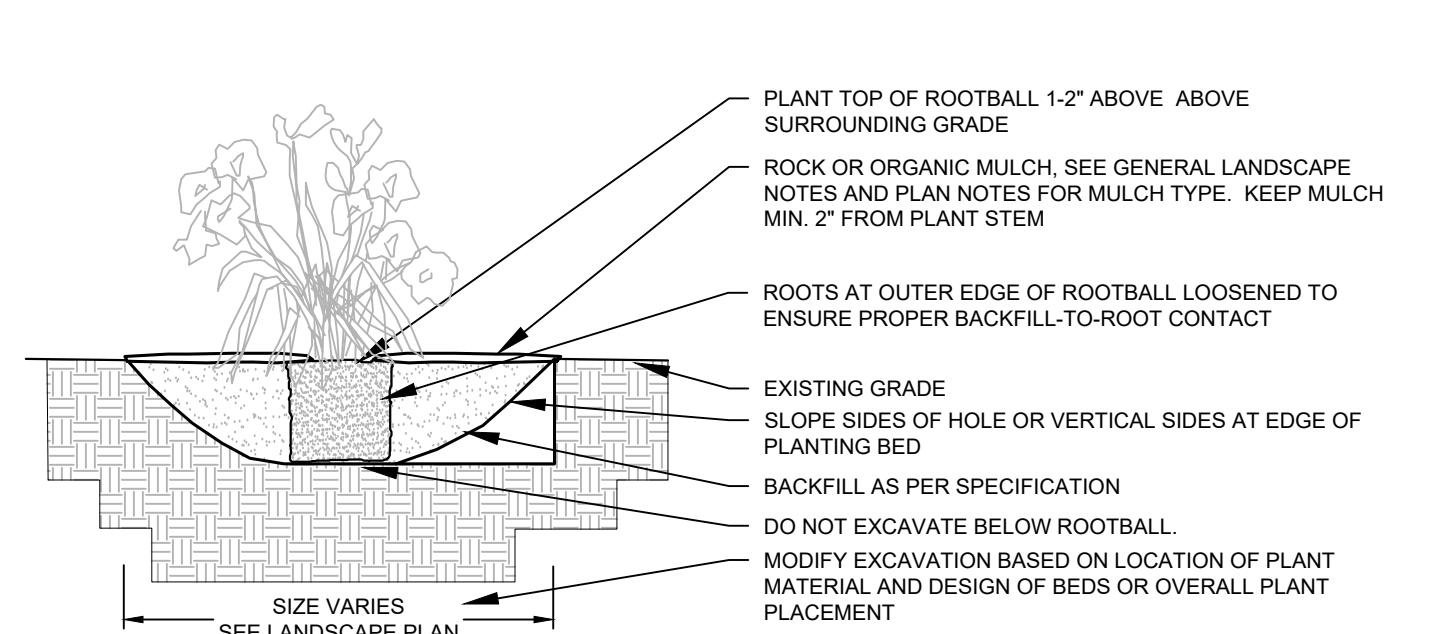 PLANT TOP OF ROOTBALL 1-2" ABOVE ABOVE
SURROUNDING GRADE
ROCK OR ORGANIC MULCH, SEE GENERAL LANDSCAPE
NOTES AND PLAN NOTES FOR MULCH TYPE. KEEP MULCH
MIN. 2" FROM PLANT STEM
ROOTS AT OUTER EDGE OF ROOTBALL LOOSENED TO
ENSURE PROPER BACKFILL-TO-ROOT CONTACT
EXISTING GRADE
SLOPE SIDES OF HOLE OR VERTICAL SIDES AT EDGE OF
PLANTING BED
BACKFILL AS PER SPECIFICATION
DO NOT EXCAVATE BELOW ROOTBALL.
MODIFY EXCAVATION BASED ON LOCATION OF PLANT
MATERIAL AND DESIGN OF BEDS OR OVERALL PLANT
PLACEMENT
SIZE VARIES
SEE LANDSCAPE PLAN